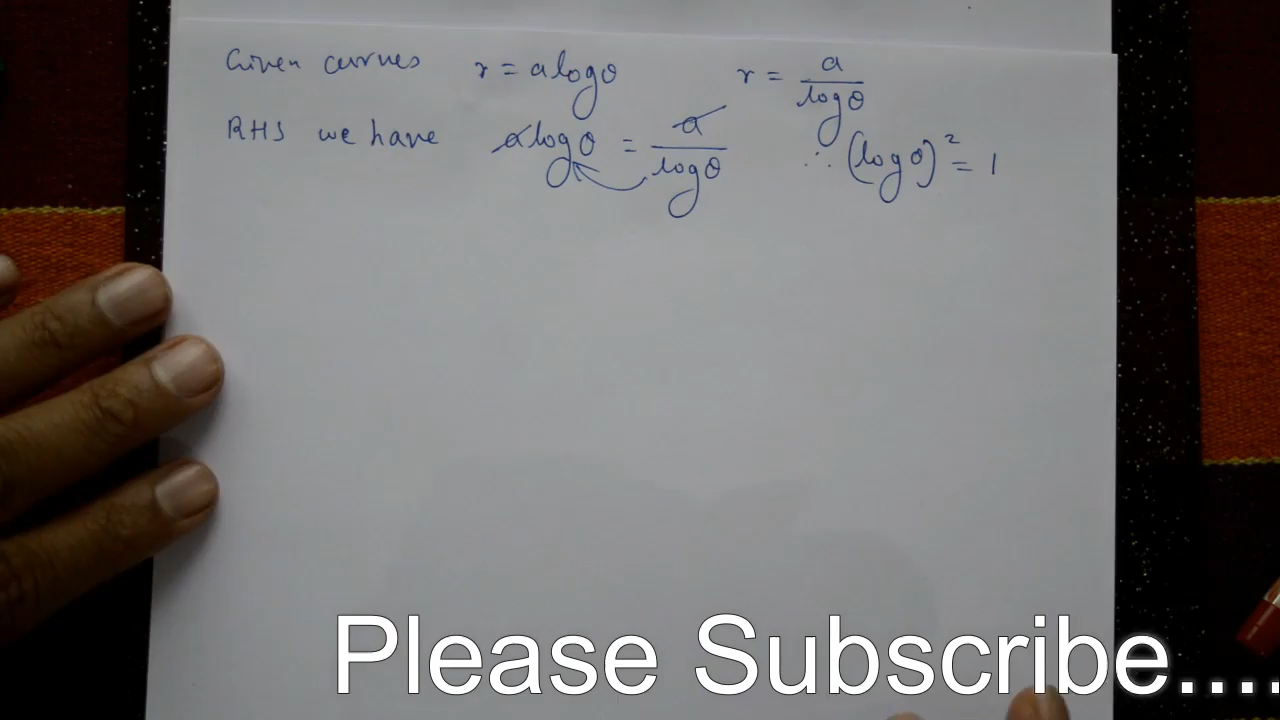 Given curves r = a log θ r = a / log θ
RHS we have a log θ = a / log θ ∴ (log θ)² = 1
Please Subscribe....